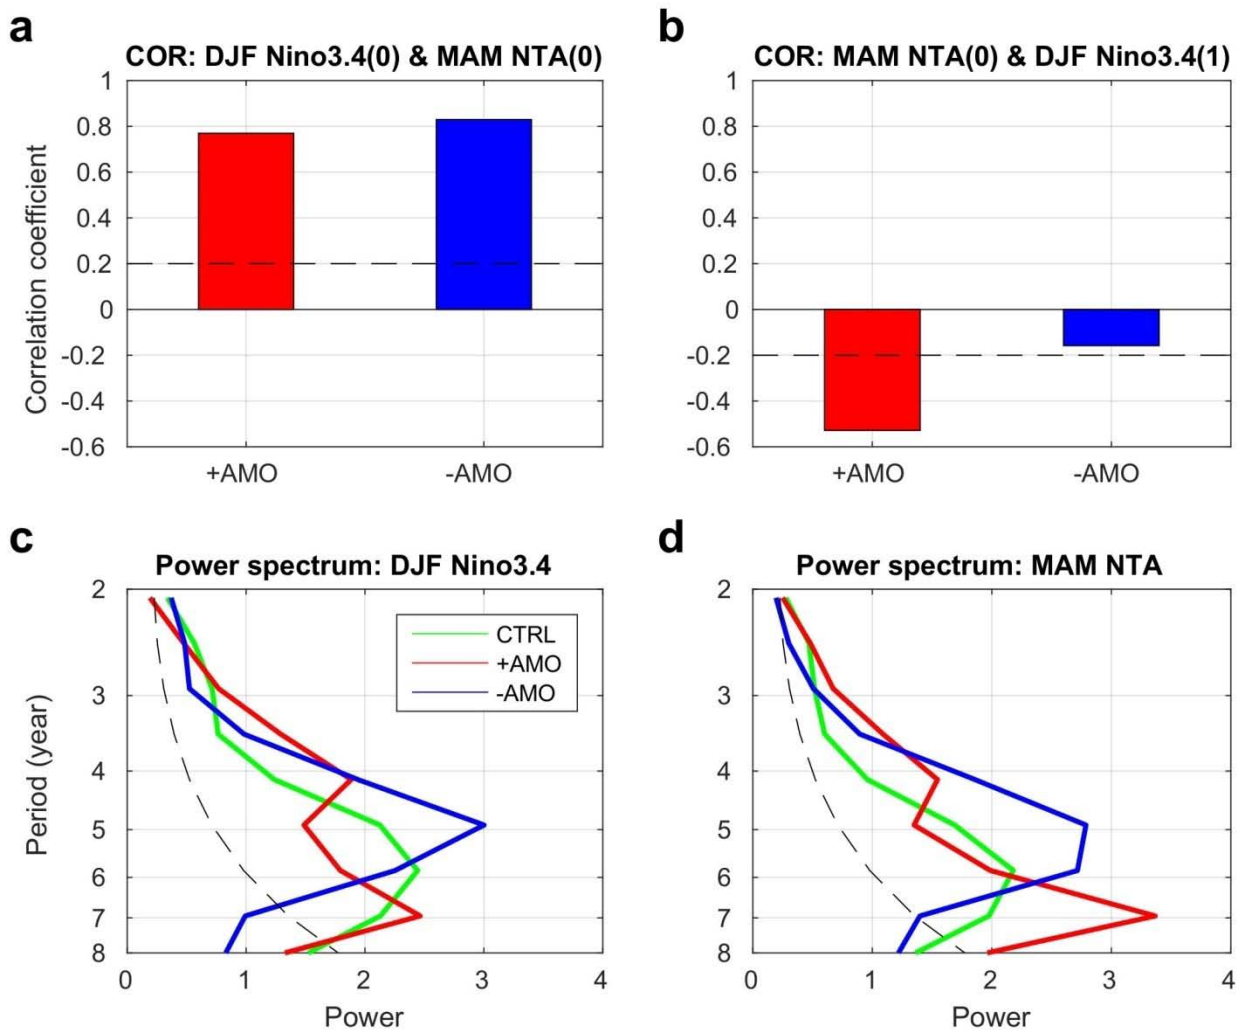 a
COR: DJF Nino3.4(0) & MAM NTA(0)
Correlation coefficient
1
0.8
0.6
0.4
0.2
0
-0.2
-0.4
-0.6
+AMO
-AMO
b
COR: MAM NTA(0) & DJF Nino3.4(1)
1
0.8
0.6
0.4
0.2
0
-0.2
-0.4
-0.6
+AMO
-AMO
c
Power spectrum: DJF Nino3.4
Period (year)
2
3
4
5
6
7
8
CTRL
+AMO
-AMO
0 1 2 3 4
Power
d
Power spectrum: MAM NTA
2
3
4
5
6
7
8
0 1 2 3 4
Power